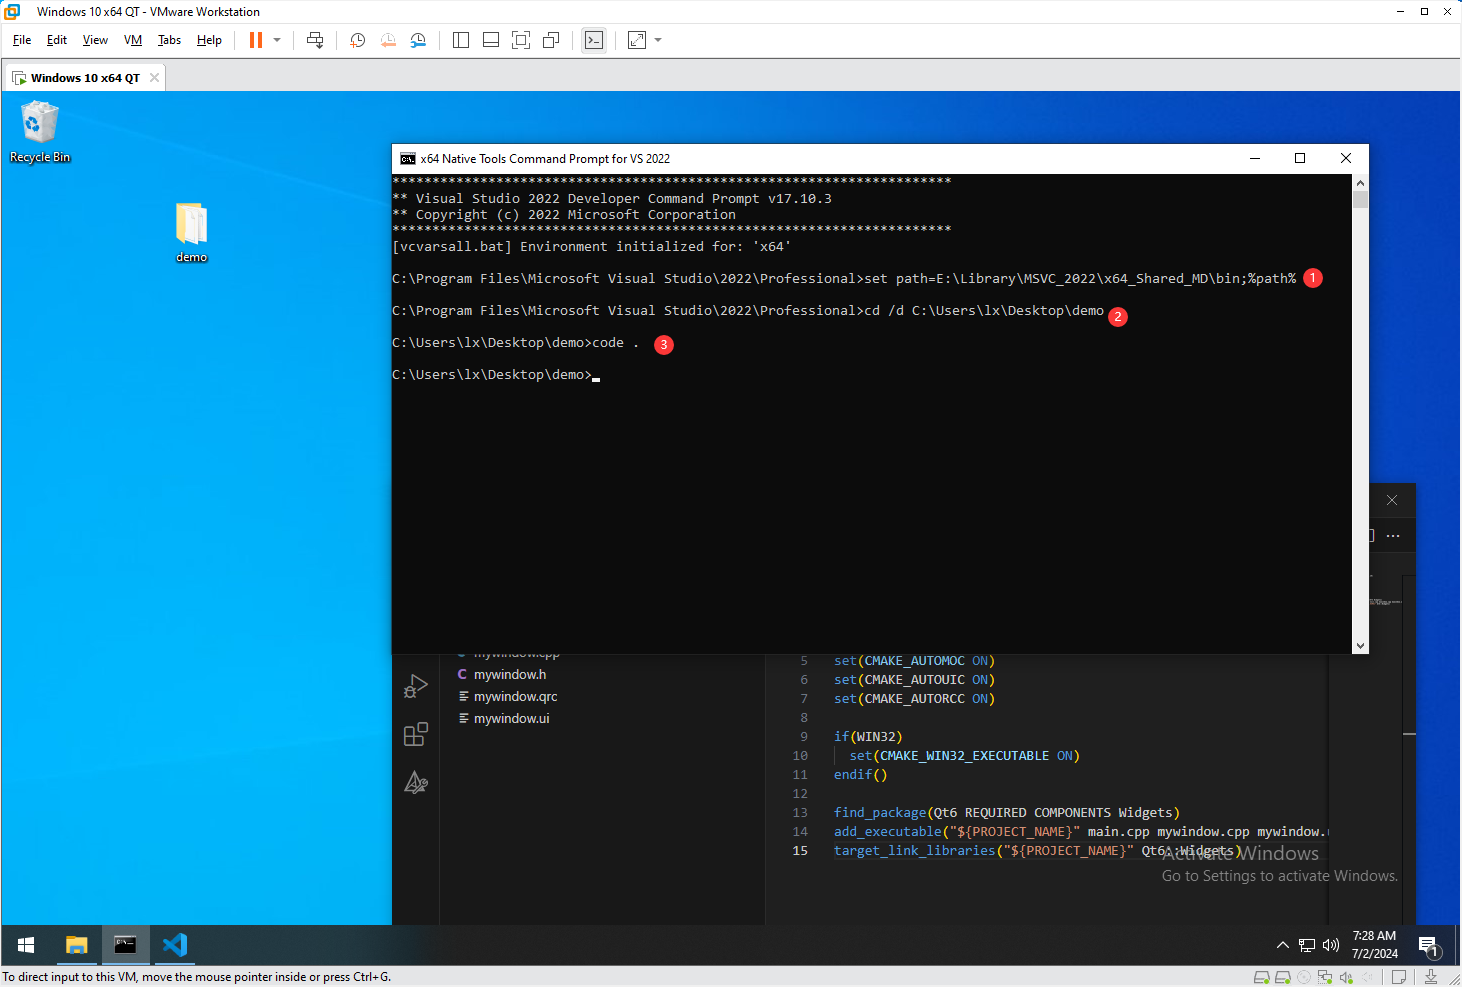 Windows 10 x64 QT - VMware Workstation
File Edit View VM Tabs Help
Windows 10 x64 QT
Recycle Bin
demo
x64 Native Tools Command Prompt for VS 2022
**********************************************************************
** Visual Studio 2022 Developer Command Prompt v17.10.3
** Copyright (c) 2022 Microsoft Corporation
**********************************************************************
[vcvarsall.bat] Environment initialized for: 'x64'
C:\Program Files\Microsoft Visual Studio\2022\Professional>set path=E:\Library\MSVC_2022\x64_Shared_MD\bin;%path% 1
C:\Program Files\Microsoft Visual Studio\2022\Professional>cd /d C:\Users\lx\Desktop\demo 2
C:\Users\lx\Desktop\demo>code . 3
C:\Users\lx\Desktop\demo>
mywindow.cpp
mywindow.h
mywindow.qrc
mywindow.ui
5 set(CMAKE_AUTOMOC ON)
6 set(CMAKE_AUTOUIC ON)
7 set(CMAKE_AUTORCC ON)
8
9 if(WIN32)
10 set(CMAKE_WIN32_EXECUTABLE ON)
11 endif()
12
13 find_package(Qt6 REQUIRED COMPONENTS Widgets)
14 add_executable("${PROJECT_NAME}" main.cpp mywindow.cpp mywindow.
15 target_link_libraries("${PROJECT_NAME}" Qt6::Widgets)
Activate Windows
Go to Settings to activate Windows.
7:28 AM
7/2/2024
1
To direct input to this VM, move the mouse pointer inside or press Ctrl+G.